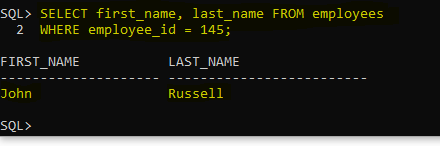 SQL> SELECT first_name, last_name FROM employees
  2  WHERE employee_id = 145;
FIRST_NAME           LAST_NAME
-------------------- -------------------------
John                 Russell
SQL>